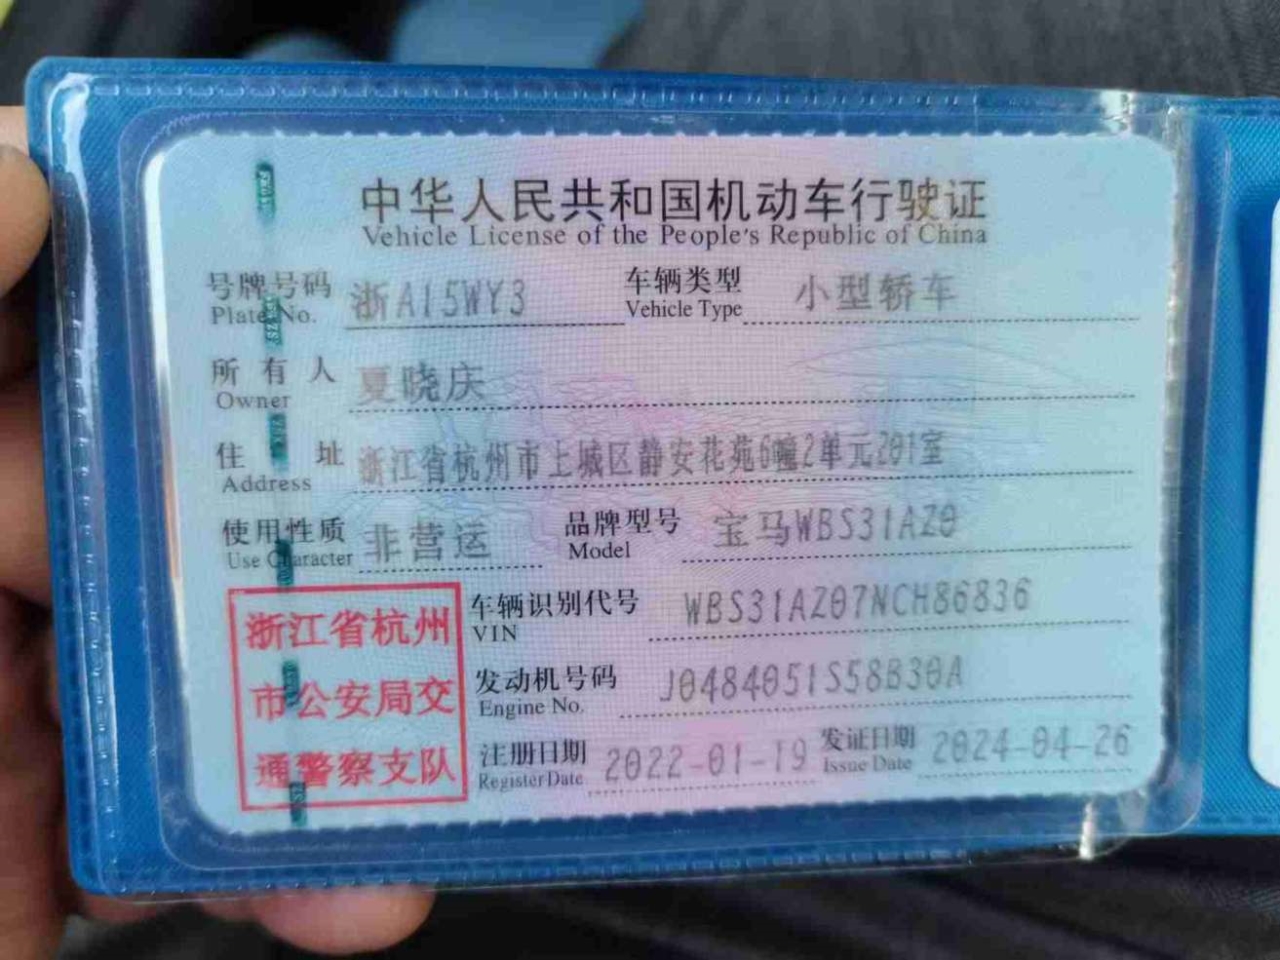 中华人民共和国机动车行驶证
Vehicle License of the People's Republic of China
号牌号码 浙A15WY3 车辆类型 小型轿车
Plate No. Vehicle Type
所有人 夏晓庆
Owner
住址 浙江省杭州市上城区静安花苑6幢2单元201室
Address
使用性质 非营运 品牌型号 宝马WBS31AZ0
Use Character Model
车辆识别代号 WBS31AZ07NCH86836
VIN
发动机号码 J0484051S58B30A
Engine No.
注册日期 2022-01-19 发证日期 2024-04-26
Register Date Issue Date
浙江省杭州
市公安局交
通警察支队